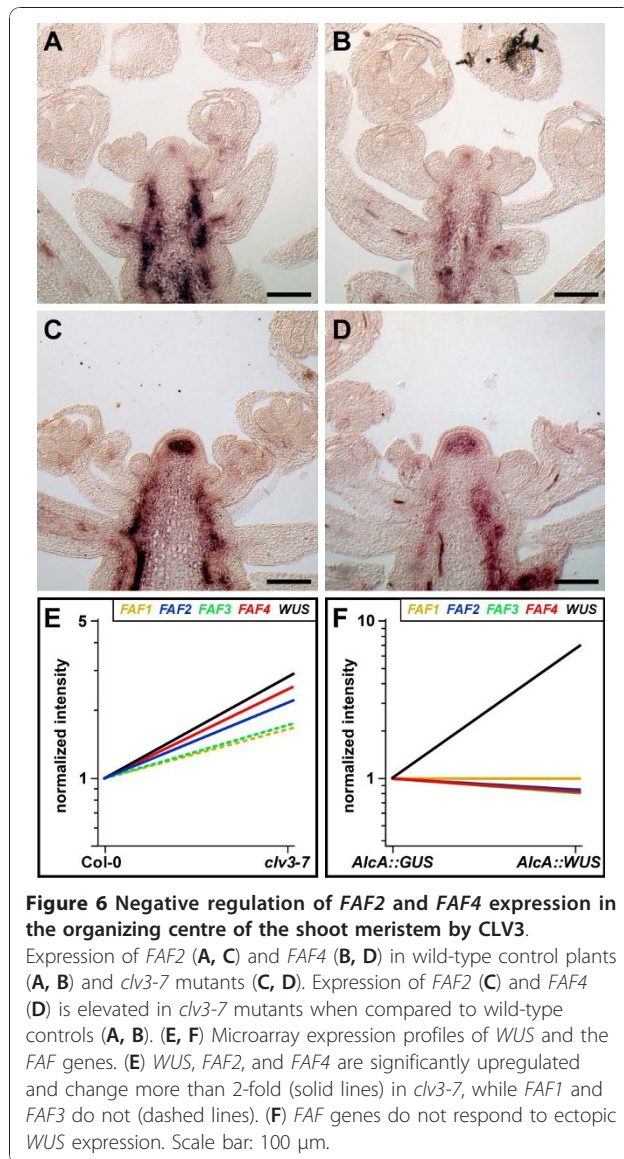 A
B
C
D
E
FAF1 FAF2 FAF3 FAF4 WUS
5
normalized intensity
1
Col-0
clv3-7
F
FAF1 FAF2 FAF3 FAF4 WUS
10
normalized intensity
1
AlcA::GUS
AlcA::WUS
Figure 6 Negative regulation of FAF2 and FAF4 expression in
the organizing centre of the shoot meristem by CLV3.
Expression of FAF2 (A, C) and FAF4 (B, D) in wild-type control plants
(A, B) and clv3-7 mutants (C, D). Expression of FAF2 (C) and FAF4
(D) is elevated in clv3-7 mutants when compared to wild-type
controls (A, B). (E, F) Microarray expression profiles of WUS and the
FAF genes. (E) WUS, FAF2, and FAF4 are significantly upregulated
and change more than 2-fold (solid lines) in clv3-7, while FAF1 and
FAF3 do not (dashed lines). (F) FAF genes do not respond to ectopic
WUS expression. Scale bar: 100 μm.